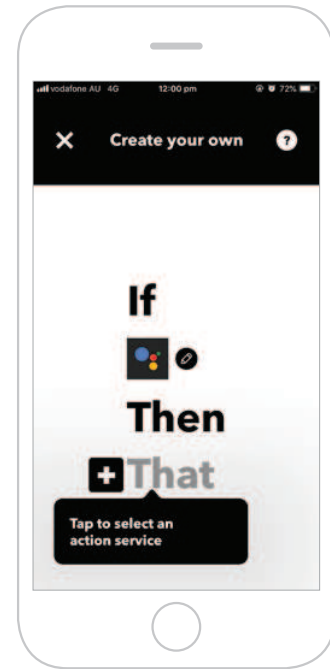 vodafone AU 4G 12:00 pm 72%
Create your own ?
If
Then
That
Tap to select an
action service